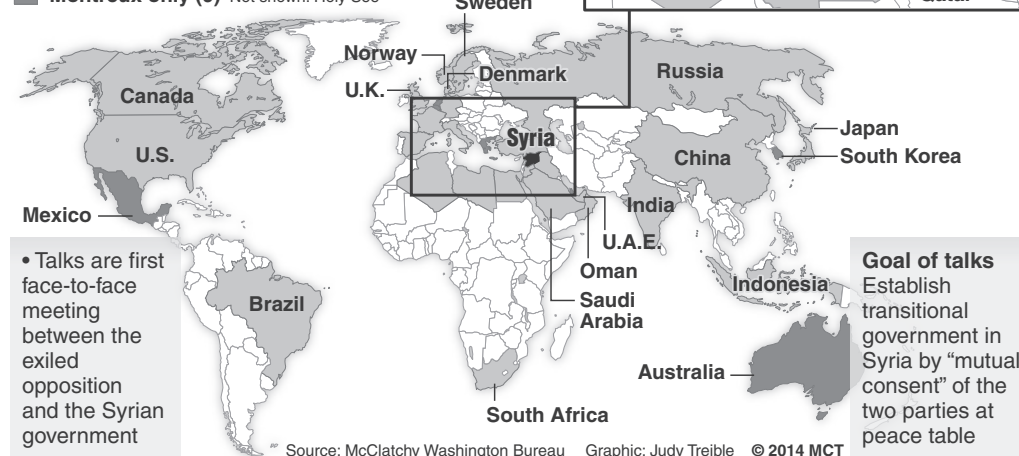 Montreux only (9) Not shown: Holy See
Sweden
Qatar
Norway
Denmark
Russia
U.K.
Canada
Syria
Japan
U.S.
China
South Korea
Mexico
India
U.A.E.
• Talks are first
face-to-face
meeting
between the
exiled
opposition
and the Syrian
government
Brazil
Oman
Saudi
Arabia
Indonesia
Goal of talks
Establish
transitional
government in
Syria by “mutual
consent” of the
two parties at
peace table
Australia
South Africa
Source: McClatchy Washington Bureau Graphic: Judy Treible © 2014 MCT